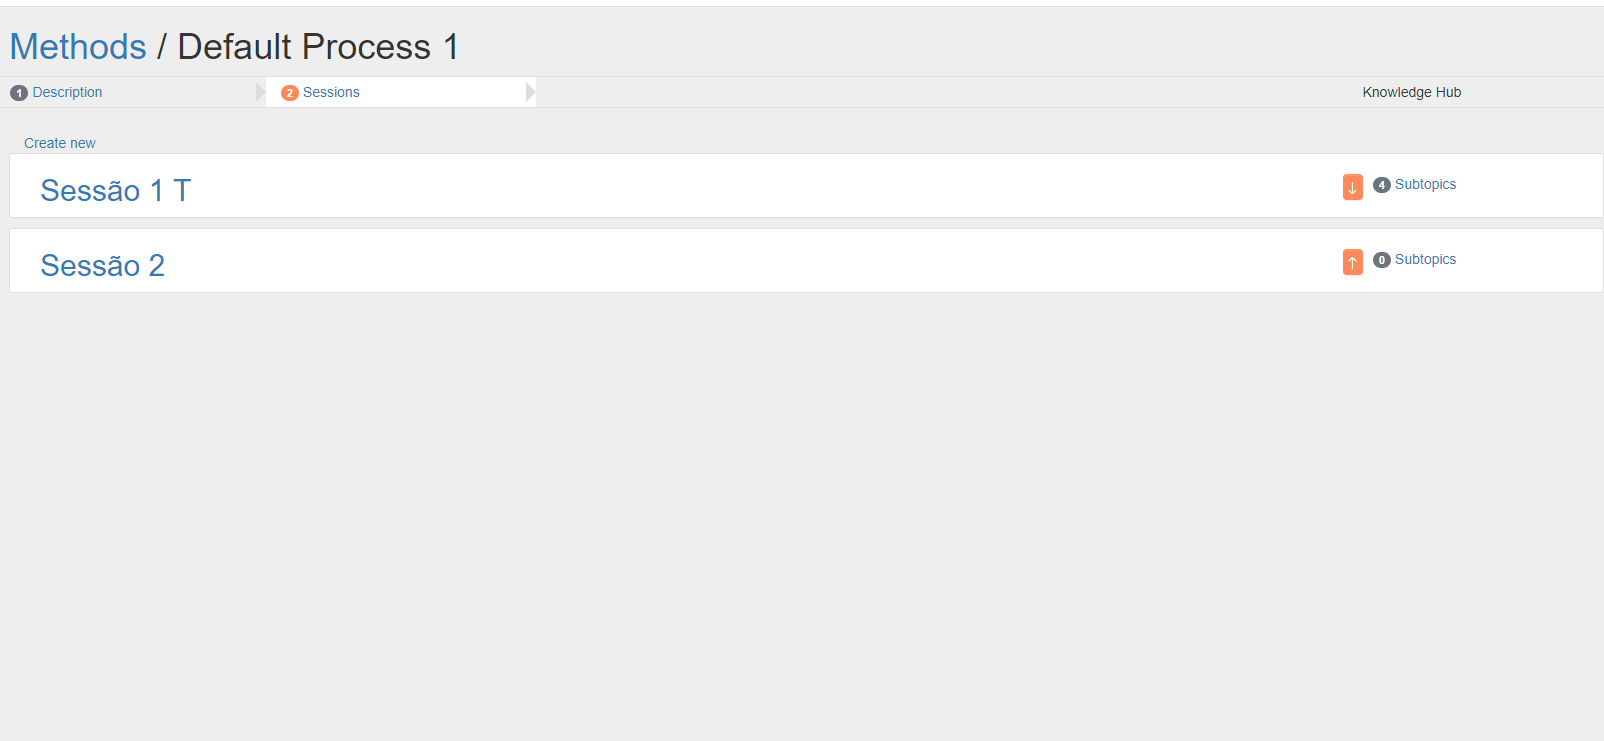 Methods / Default Process 1
1 Description
2 Sessions
Knowledge Hub
Create new
Sessão 1 T
↓ 4 Subtopics
Sessão 2
↑ 0 Subtopics